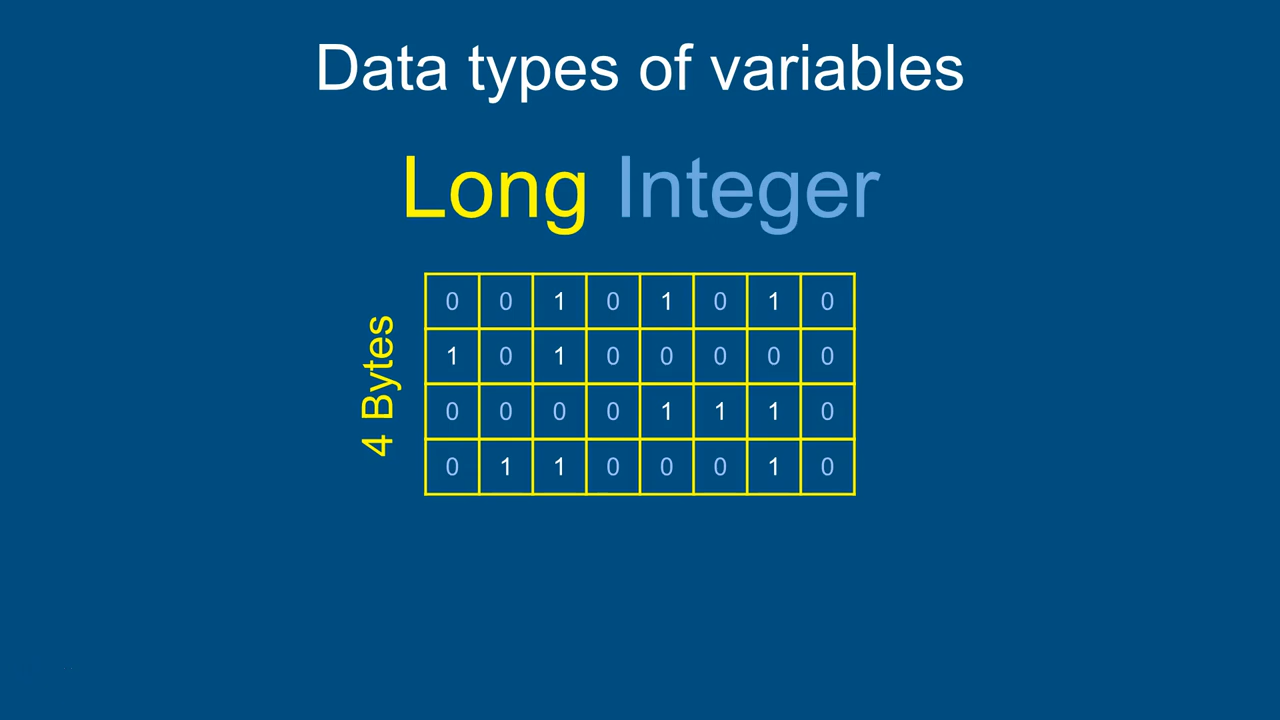 Data types of variables
Long Integer
4 Bytes
0 0 1 0 1 0 1 0
1 0 1 0 0 0 0 0
0 0 0 0 1 1 1 0
0 1 1 0 0 0 1 0